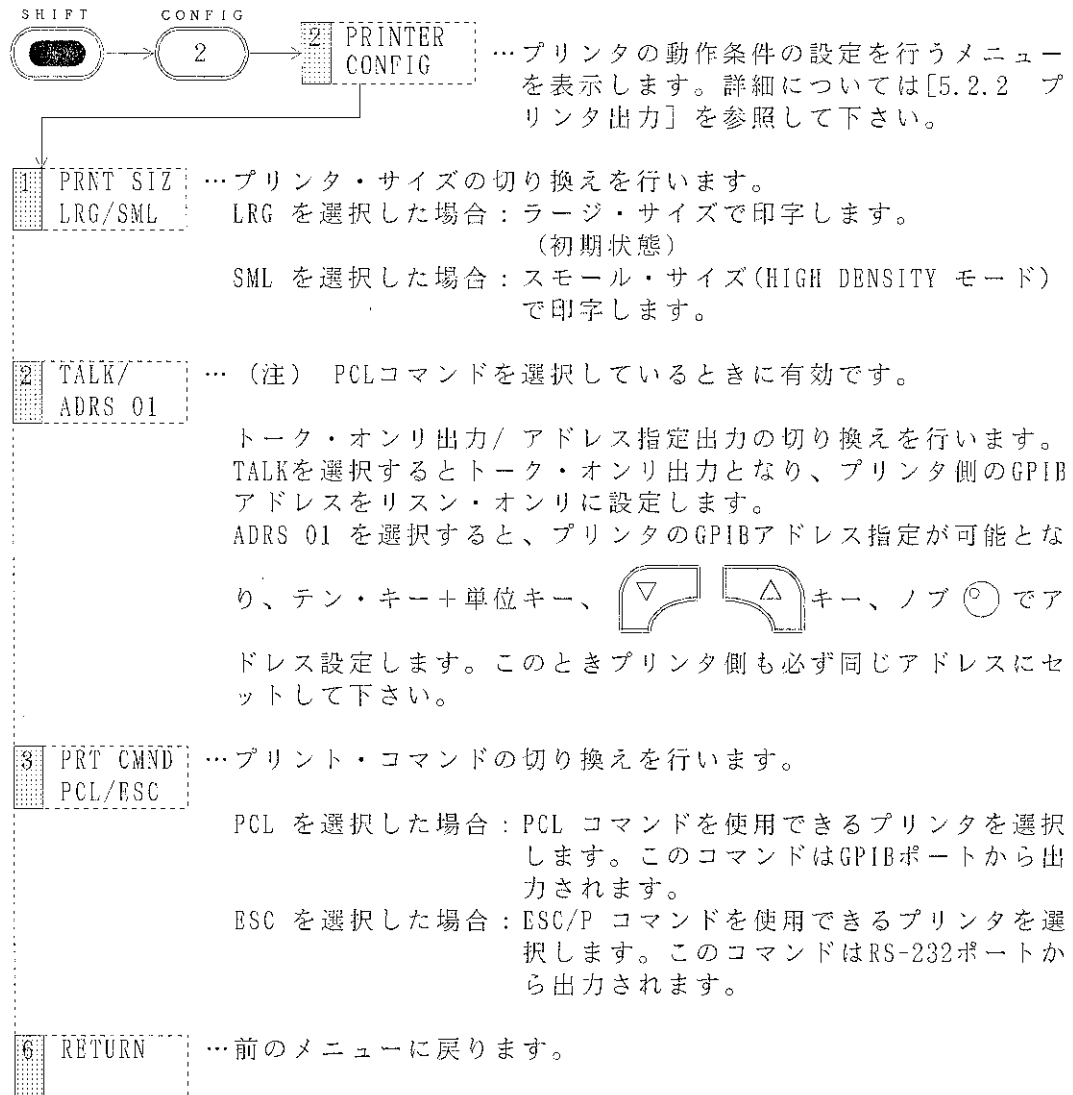 SHIFT CONFIG
2 2 PRINTER
CONFIG
…プリンタの動作条件の設定を行うメニュー
を表示します。詳細については[5.2.2 プ
リンタ出力］を参照して下さい。
1 PRNT SIZ
LRG/SML
…プリンタ・サイズの切り換えを行います。
LRG を選択した場合：ラージ・サイズで印字します。
（初期状態）
SML を選択した場合：スモール・サイズ(HIGH DENSITY モード)
で印字します。
2 TALK/
ADRS 01
…（注） PCLコマンドを選択しているときに有効です。
トーク・オンリ出力/ アドレス指定出力の切り換えを行います。
TALKを選択するとトーク・オンリ出力となり、プリンタ側のGPIB
アドレスをリスン・オンリに設定します。
ADRS 01 を選択すると、プリンタのGPIBアドレス指定が可能とな
り、テン・キー＋単位キー、 ▽ △ キー、ノブ でア
ドレス設定します。このときプリンタ側も必ず同じアドレスにセ
ットして下さい。
3 PRT CMND
PCL/ESC
…プリント・コマンドの切り換えを行います。
PCL を選択した場合：PCL コマンドを使用できるプリンタを選択
します。このコマンドはGPIBポートから出
力されます。
ESC を選択した場合：ESC/P コマンドを使用できるプリンタを選
択します。このコマンドはRS-232ポートか
ら出力されます。
6 RETURN …前のメニューに戻ります。